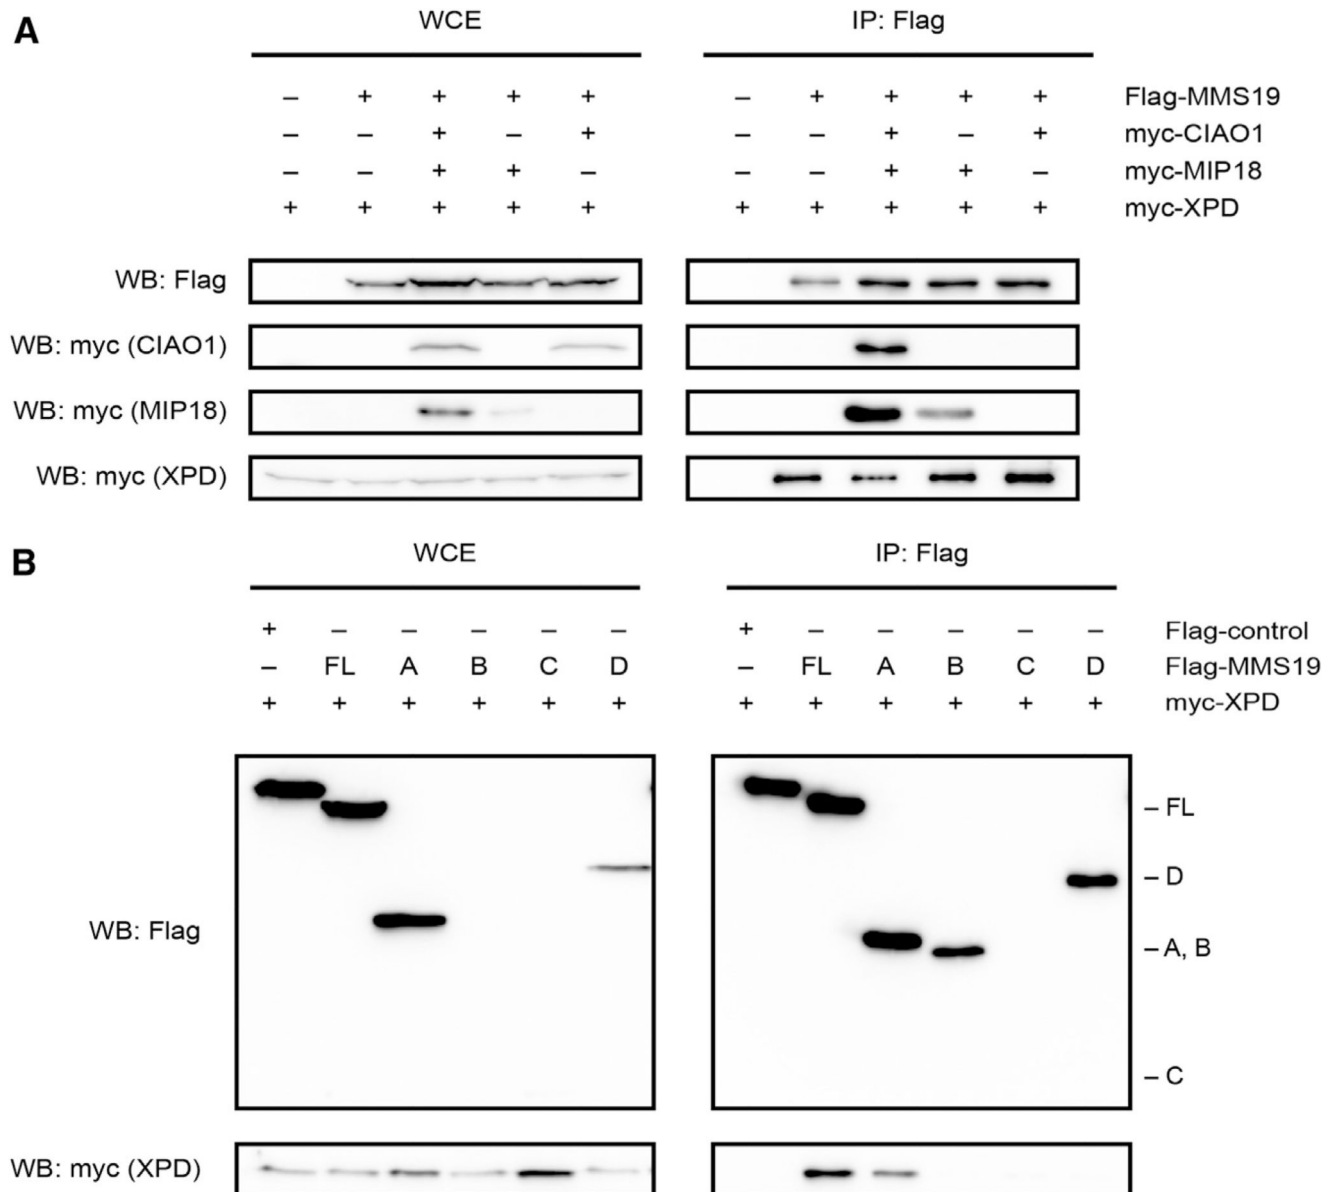 A
WCE IP: Flag
– + + + + – + + + + Flag-MMS19
– – + – + – – + – + myc-CIAO1
– – + + – – – + + – myc-MIP18
+ + + + + + + + + + myc-XPD
WB: Flag
WB: myc (CIAO1)
WB: myc (MIP18)
WB: myc (XPD)
B
WCE IP: Flag
+ – – – – – + – – – – – Flag-control
– FL A B C D – FL A B C D Flag-MMS19
+ + + + + + + + + + + + myc-XPD
– FL
– D
WB: Flag
– A, B
– C
WB: myc (XPD)